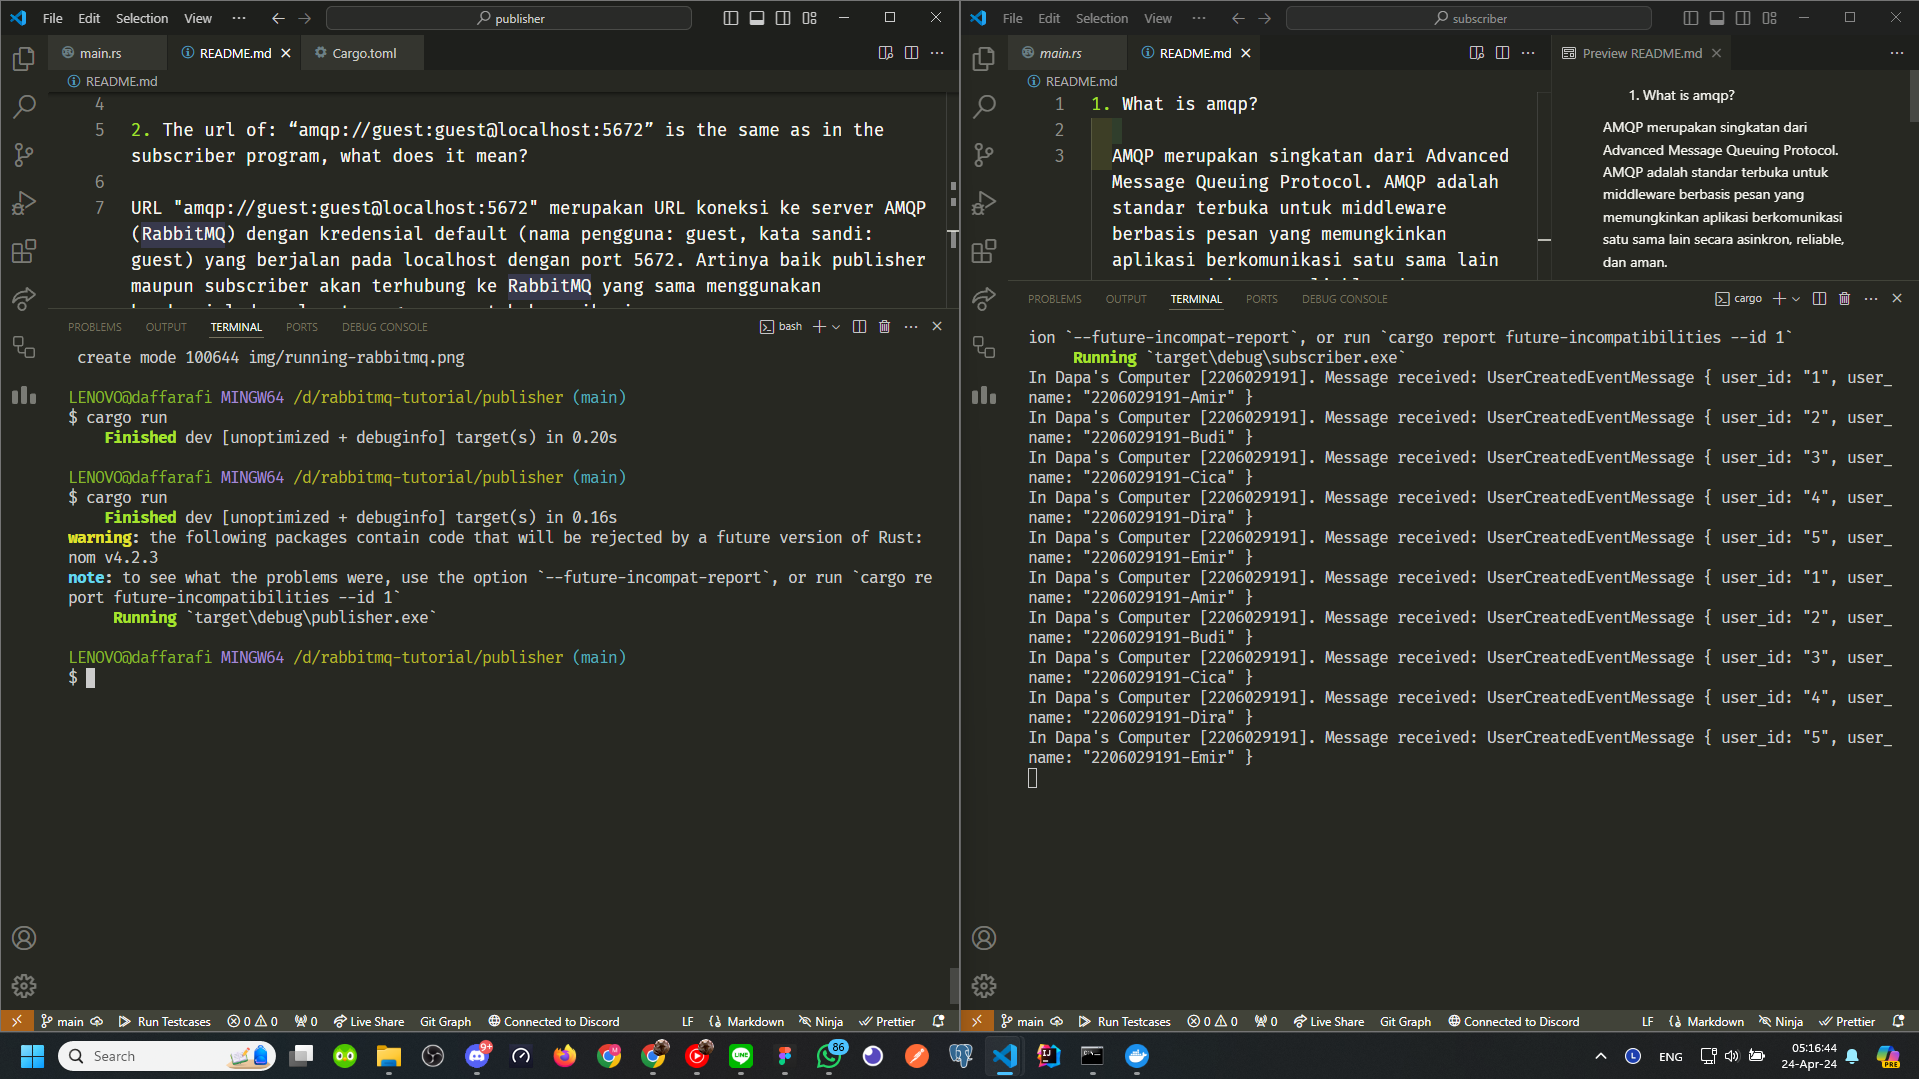 File Edit Selection View ··· publisher
main.rs README.md Cargo.toml
README.md
4
5 2. The url of: “amqp://guest:guest@localhost:5672” is the same as in the
subscriber program, what does it mean?
6
7 URL "amqp://guest:guest@localhost:5672" merupakan URL koneksi ke server AMQP
(RabbitMQ) dengan kredensial default (nama pengguna: guest, kata sandi:
guest) yang berjalan pada localhost dengan port 5672. Artinya baik publisher
maupun subscriber akan terhubung ke RabbitMQ yang sama menggunakan
PROBLEMS OUTPUT TERMINAL PORTS DEBUG CONSOLE bash
create mode 100644 img/running-rabbitmq.png
LENOVO@daffarafi MINGW64 /d/rabbitmq-tutorial/publisher (main)
$ cargo run
Finished dev [unoptimized + debuginfo] target(s) in 0.20s
LENOVO@daffarafi MINGW64 /d/rabbitmq-tutorial/publisher (main)
$ cargo run
Finished dev [unoptimized + debuginfo] target(s) in 0.16s
warning: the following packages contain code that will be rejected by a future version of Rust:
nom v4.2.3
note: to see what the problems were, use the option `--future-incompat-report`, or run `cargo re
port future-incompatibilities --id 1`
Running `target\debug\publisher.exe`
LENOVO@daffarafi MINGW64 /d/rabbitmq-tutorial/publisher (main)
$
main Run Testcases 0 0 0 Live Share Git Graph Connected to Discord LF Markdown Ninja Prettier
File Edit Selection View ··· subscriber
main.rs README.md
README.md
1 1. What is amqp?
2
3 AMQP merupakan singkatan dari Advanced
Message Queuing Protocol. AMQP adalah
standar terbuka untuk middleware
berbasis pesan yang memungkinkan
aplikasi berkomunikasi satu sama lain
Preview README.md
1. What is amqp?
AMQP merupakan singkatan dari
Advanced Message Queuing Protocol.
AMQP adalah standar terbuka untuk
middleware berbasis pesan yang
memungkinkan aplikasi berkomunikasi
satu sama lain secara asinkron, reliable,
dan aman.
PROBLEMS OUTPUT TERMINAL PORTS DEBUG CONSOLE cargo
ion `--future-incompat-report`, or run `cargo report future-incompatibilities --id 1`
Running `target\debug\subscriber.exe`
In Dapa's Computer [2206029191]. Message received: UserCreatedEventMessage { user_id: "1", user_
name: "2206029191-Amir" }
In Dapa's Computer [2206029191]. Message received: UserCreatedEventMessage { user_id: "2", user_
name: "2206029191-Budi" }
In Dapa's Computer [2206029191]. Message received: UserCreatedEventMessage { user_id: "3", user_
name: "2206029191-Cica" }
In Dapa's Computer [2206029191]. Message received: UserCreatedEventMessage { user_id: "4", user_
name: "2206029191-Dira" }
In Dapa's Computer [2206029191]. Message received: UserCreatedEventMessage { user_id: "5", user_
name: "2206029191-Emir" }
In Dapa's Computer [2206029191]. Message received: UserCreatedEventMessage { user_id: "1", user_
name: "2206029191-Amir" }
In Dapa's Computer [2206029191]. Message received: UserCreatedEventMessage { user_id: "2", user_
name: "2206029191-Budi" }
In Dapa's Computer [2206029191]. Message received: UserCreatedEventMessage { user_id: "3", user_
name: "2206029191-Cica" }
In Dapa's Computer [2206029191]. Message received: UserCreatedEventMessage { user_id: "4", user_
name: "2206029191-Dira" }
In Dapa's Computer [2206029191]. Message received: UserCreatedEventMessage { user_id: "5", user_
name: "2206029191-Emir" }
main Run Testcases 0 0 0 Live Share Git Graph Connected to Discord LF Markdown Ninja Prettier
Search 9+ LINE 86 IJ ENG 05:16:44
24-Apr-24 PRE